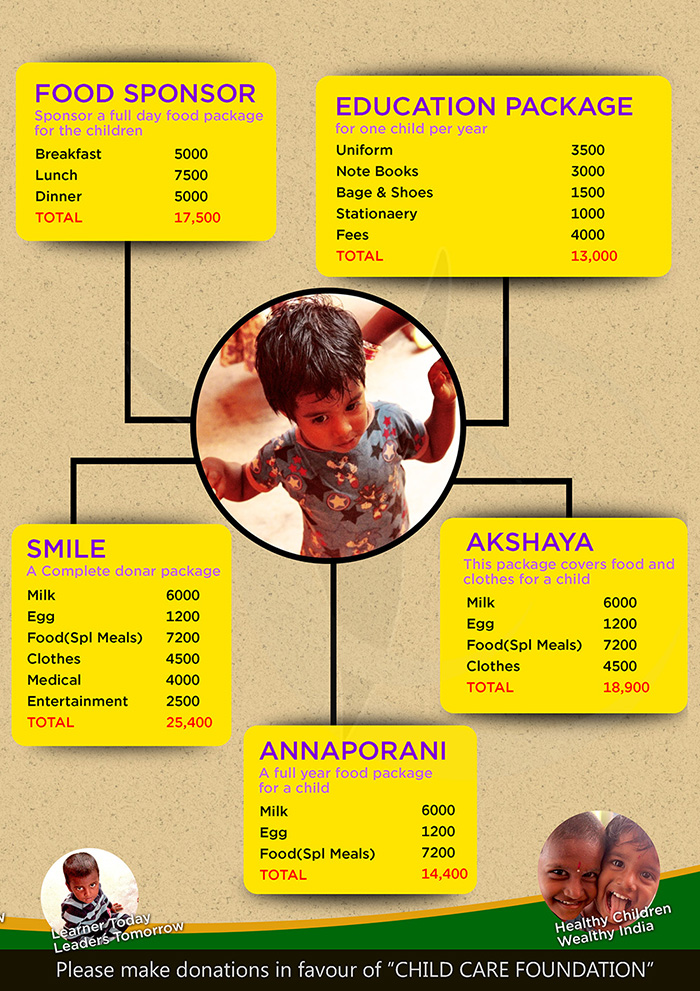 FOOD SPONSOR
Sponsor a full day food package
for the children
Breakfast 5000
Lunch 7500
Dinner 5000
TOTAL 17,500
EDUCATION PACKAGE
for one child per year
Uniform 3500
Note Books 3000
Bage & Shoes 1500
Stationaery 1000
Fees 4000
TOTAL 13,000
SMILE
A Complete donar package
Milk 6000
Egg 1200
Food(Spl Meals) 7200
Clothes 4500
Medical 4000
Entertainment 2500
TOTAL 25,400
AKSHAYA
This package covers food and
clothes for a child
Milk 6000
Egg 1200
Food(Spl Meals) 7200
Clothes 4500
TOTAL 18,900
ANNAPORANI
A full year food package
for a child
Milk 6000
Egg 1200
Food(Spl Meals) 7200
TOTAL 14,400
Learner Today
Leaders Tomorrow
Healthy Children
Wealthy India
Please make donations in favour of “CHILD CARE FOUNDATION“